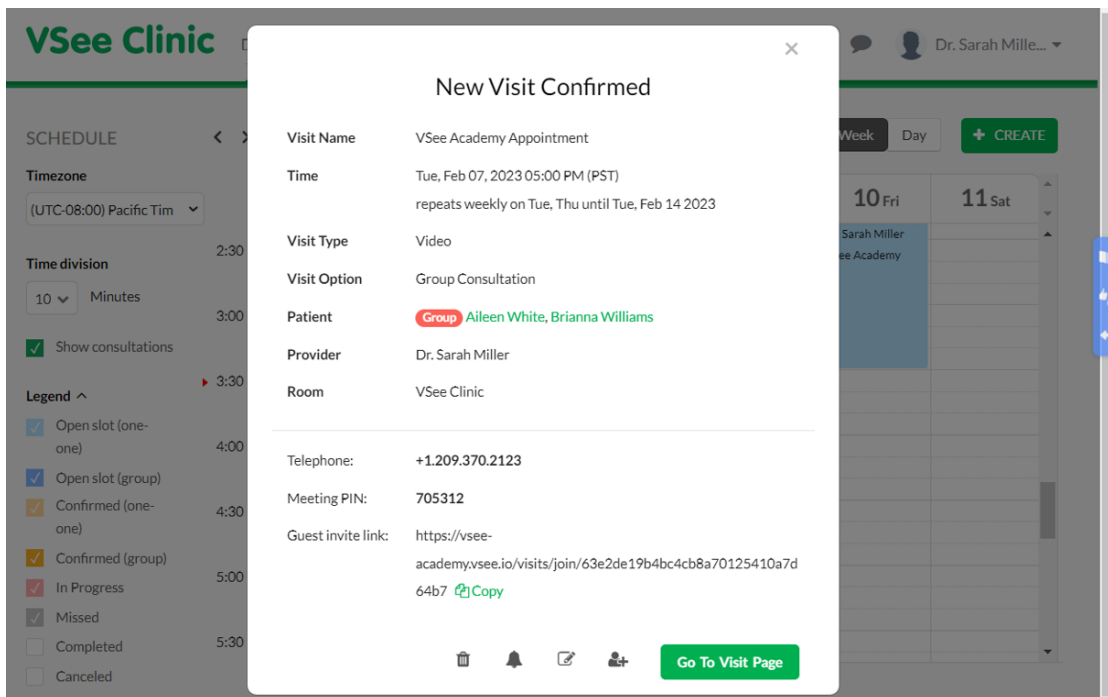 VSee Clinic
D
Dr. Sarah Mille...
×
New Visit Confirmed
SCHEDULE
Week
Day
+ CREATE
Timezone
(UTC-08:00) Pacific Tim
Time division
10
Minutes
Show consultations
Legend
Open slot (one-
one)
Open slot (group)
Confirmed (one-
one)
Confirmed (group)
In Progress
Missed
Completed
Canceled
2:30
3:00
3:30
4:00
4:30
5:00
5:30
Visit Name VSee Academy Appointment
Time Tue, Feb 07, 2023 05:00 PM (PST)
repeats weekly on Tue, Thu until Tue, Feb 14 2023
Visit Type Video
Visit Option Group Consultation
Patient Group Aileen White, Brianna Williams
Provider Dr. Sarah Miller
Room VSee Clinic
Telephone: +1.209.370.2123
Meeting PIN: 705312
Guest invite link: https://vsee-
academy.vsee.io/visits/join/63e2de19b4bc4cb8a70125410a7d
64b7 Copy
Go To Visit Page
10 Fri
11 Sat
Sarah Miller
ee Academy